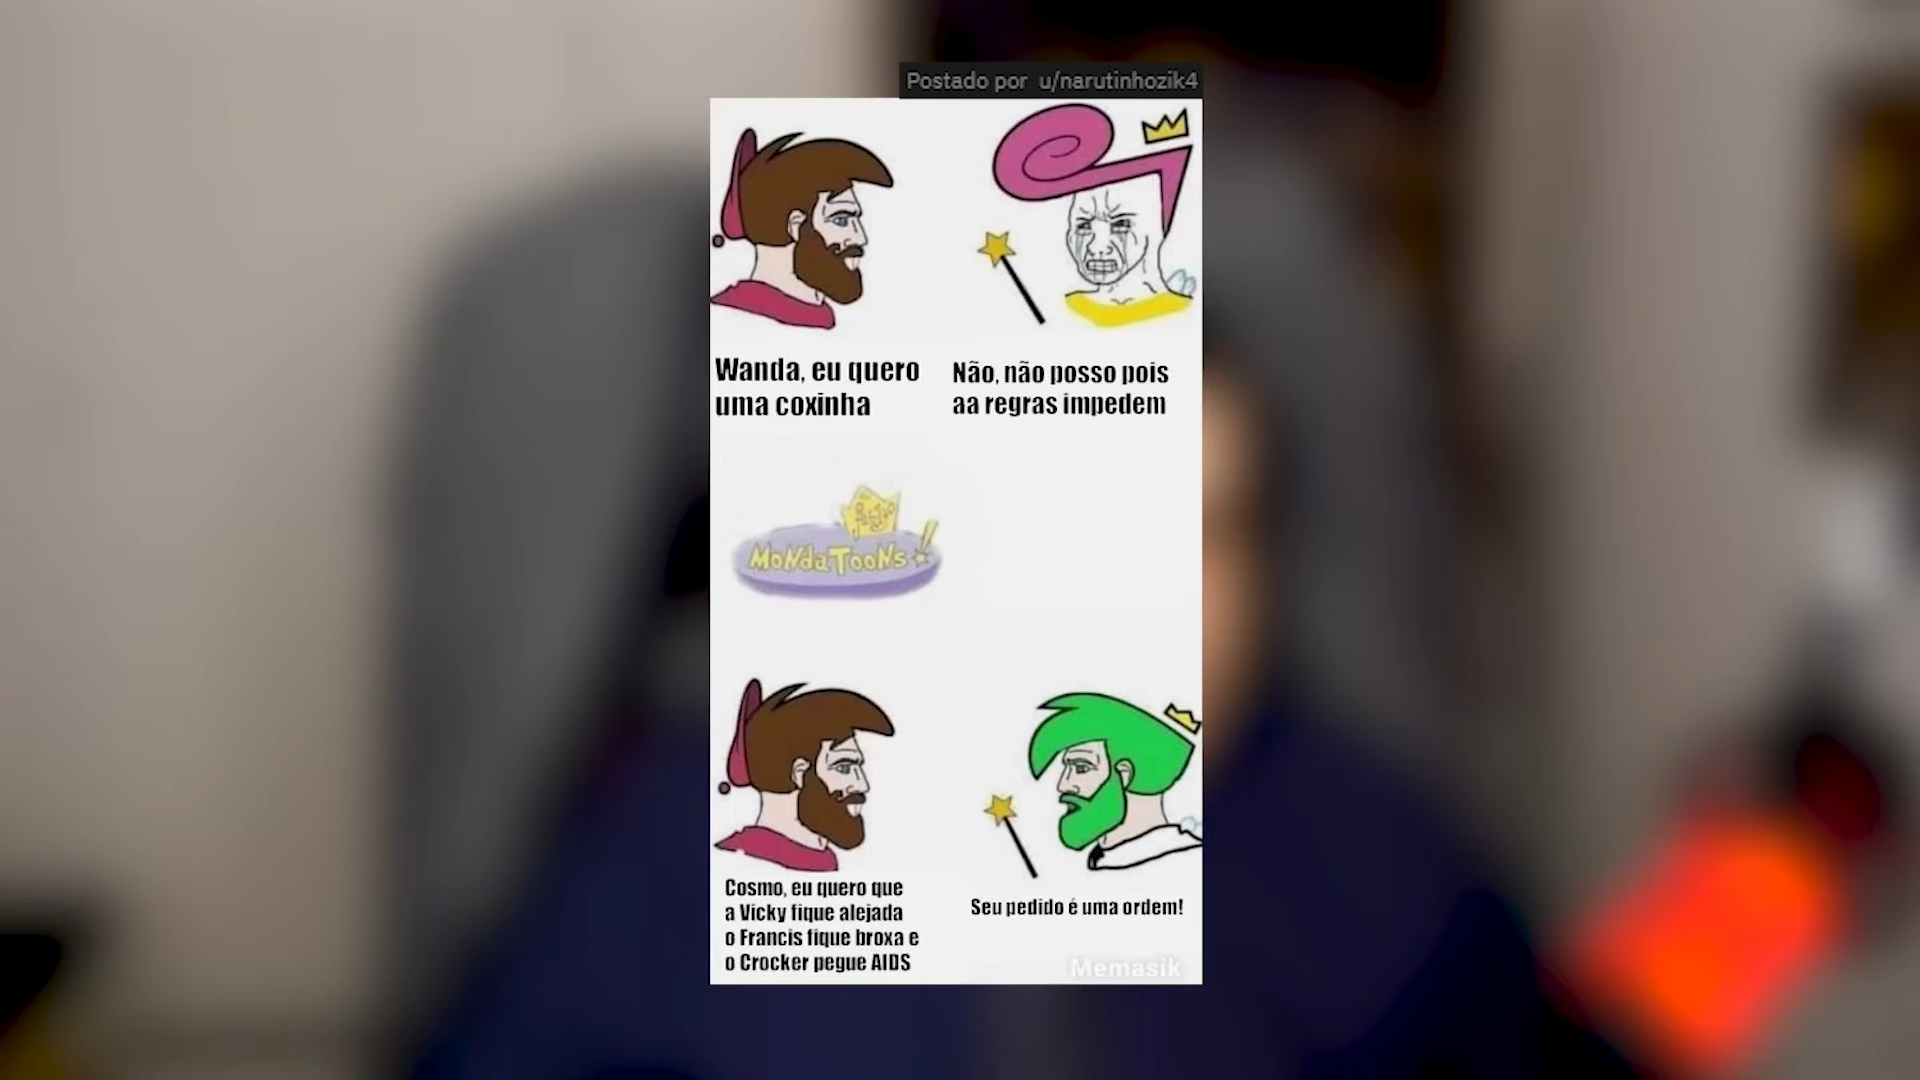 Postado por u/narutinhozik4
Wanda, eu quero
uma coxinha
Não, não posso pois
aa regras impedem
MoNdaTooNs!
Cosmo, eu quero que
a Vicky fique alejada
o Francis fique broxa e
o Crocker pegue AIDS
Seu pedido é uma ordem!
Memasik